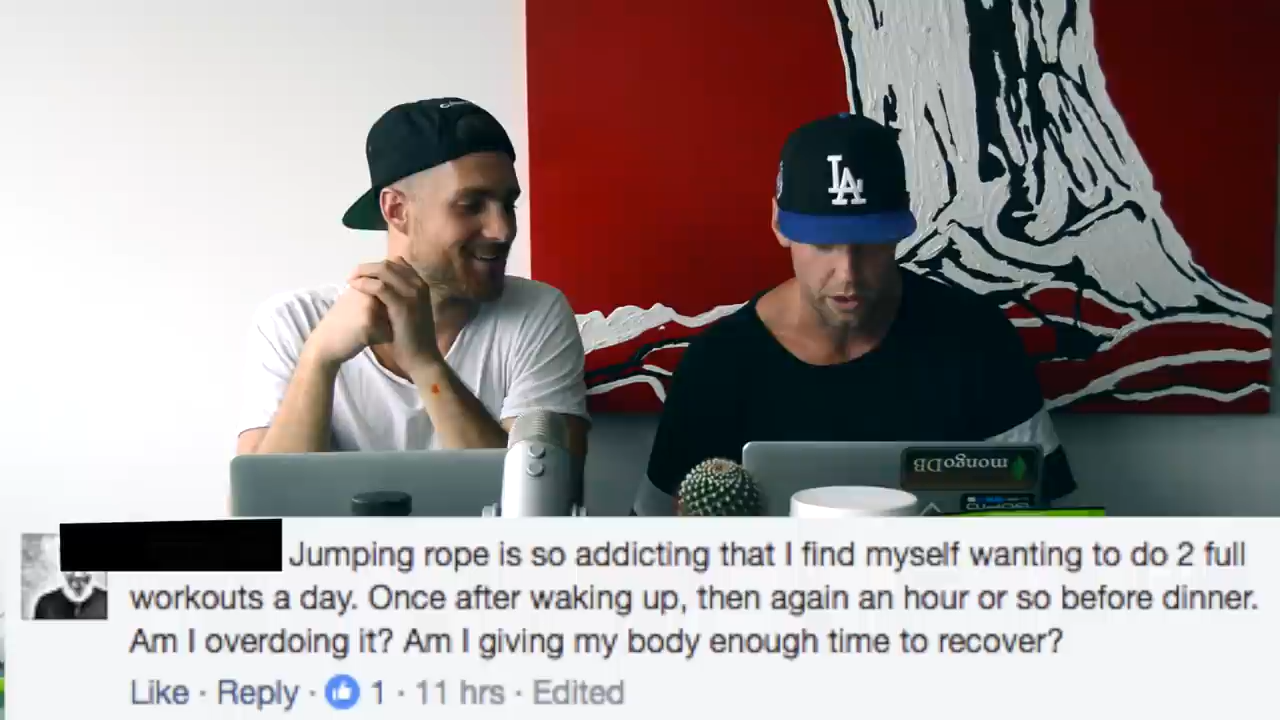 LA
mongoDB
Jumping rope is so addicting that I find myself wanting to do 2 full
workouts a day. Once after waking up, then again an hour or so before dinner.
Am I overdoing it? Am I giving my body enough time to recover?
Like · Reply · 1 · 11 hrs · Edited